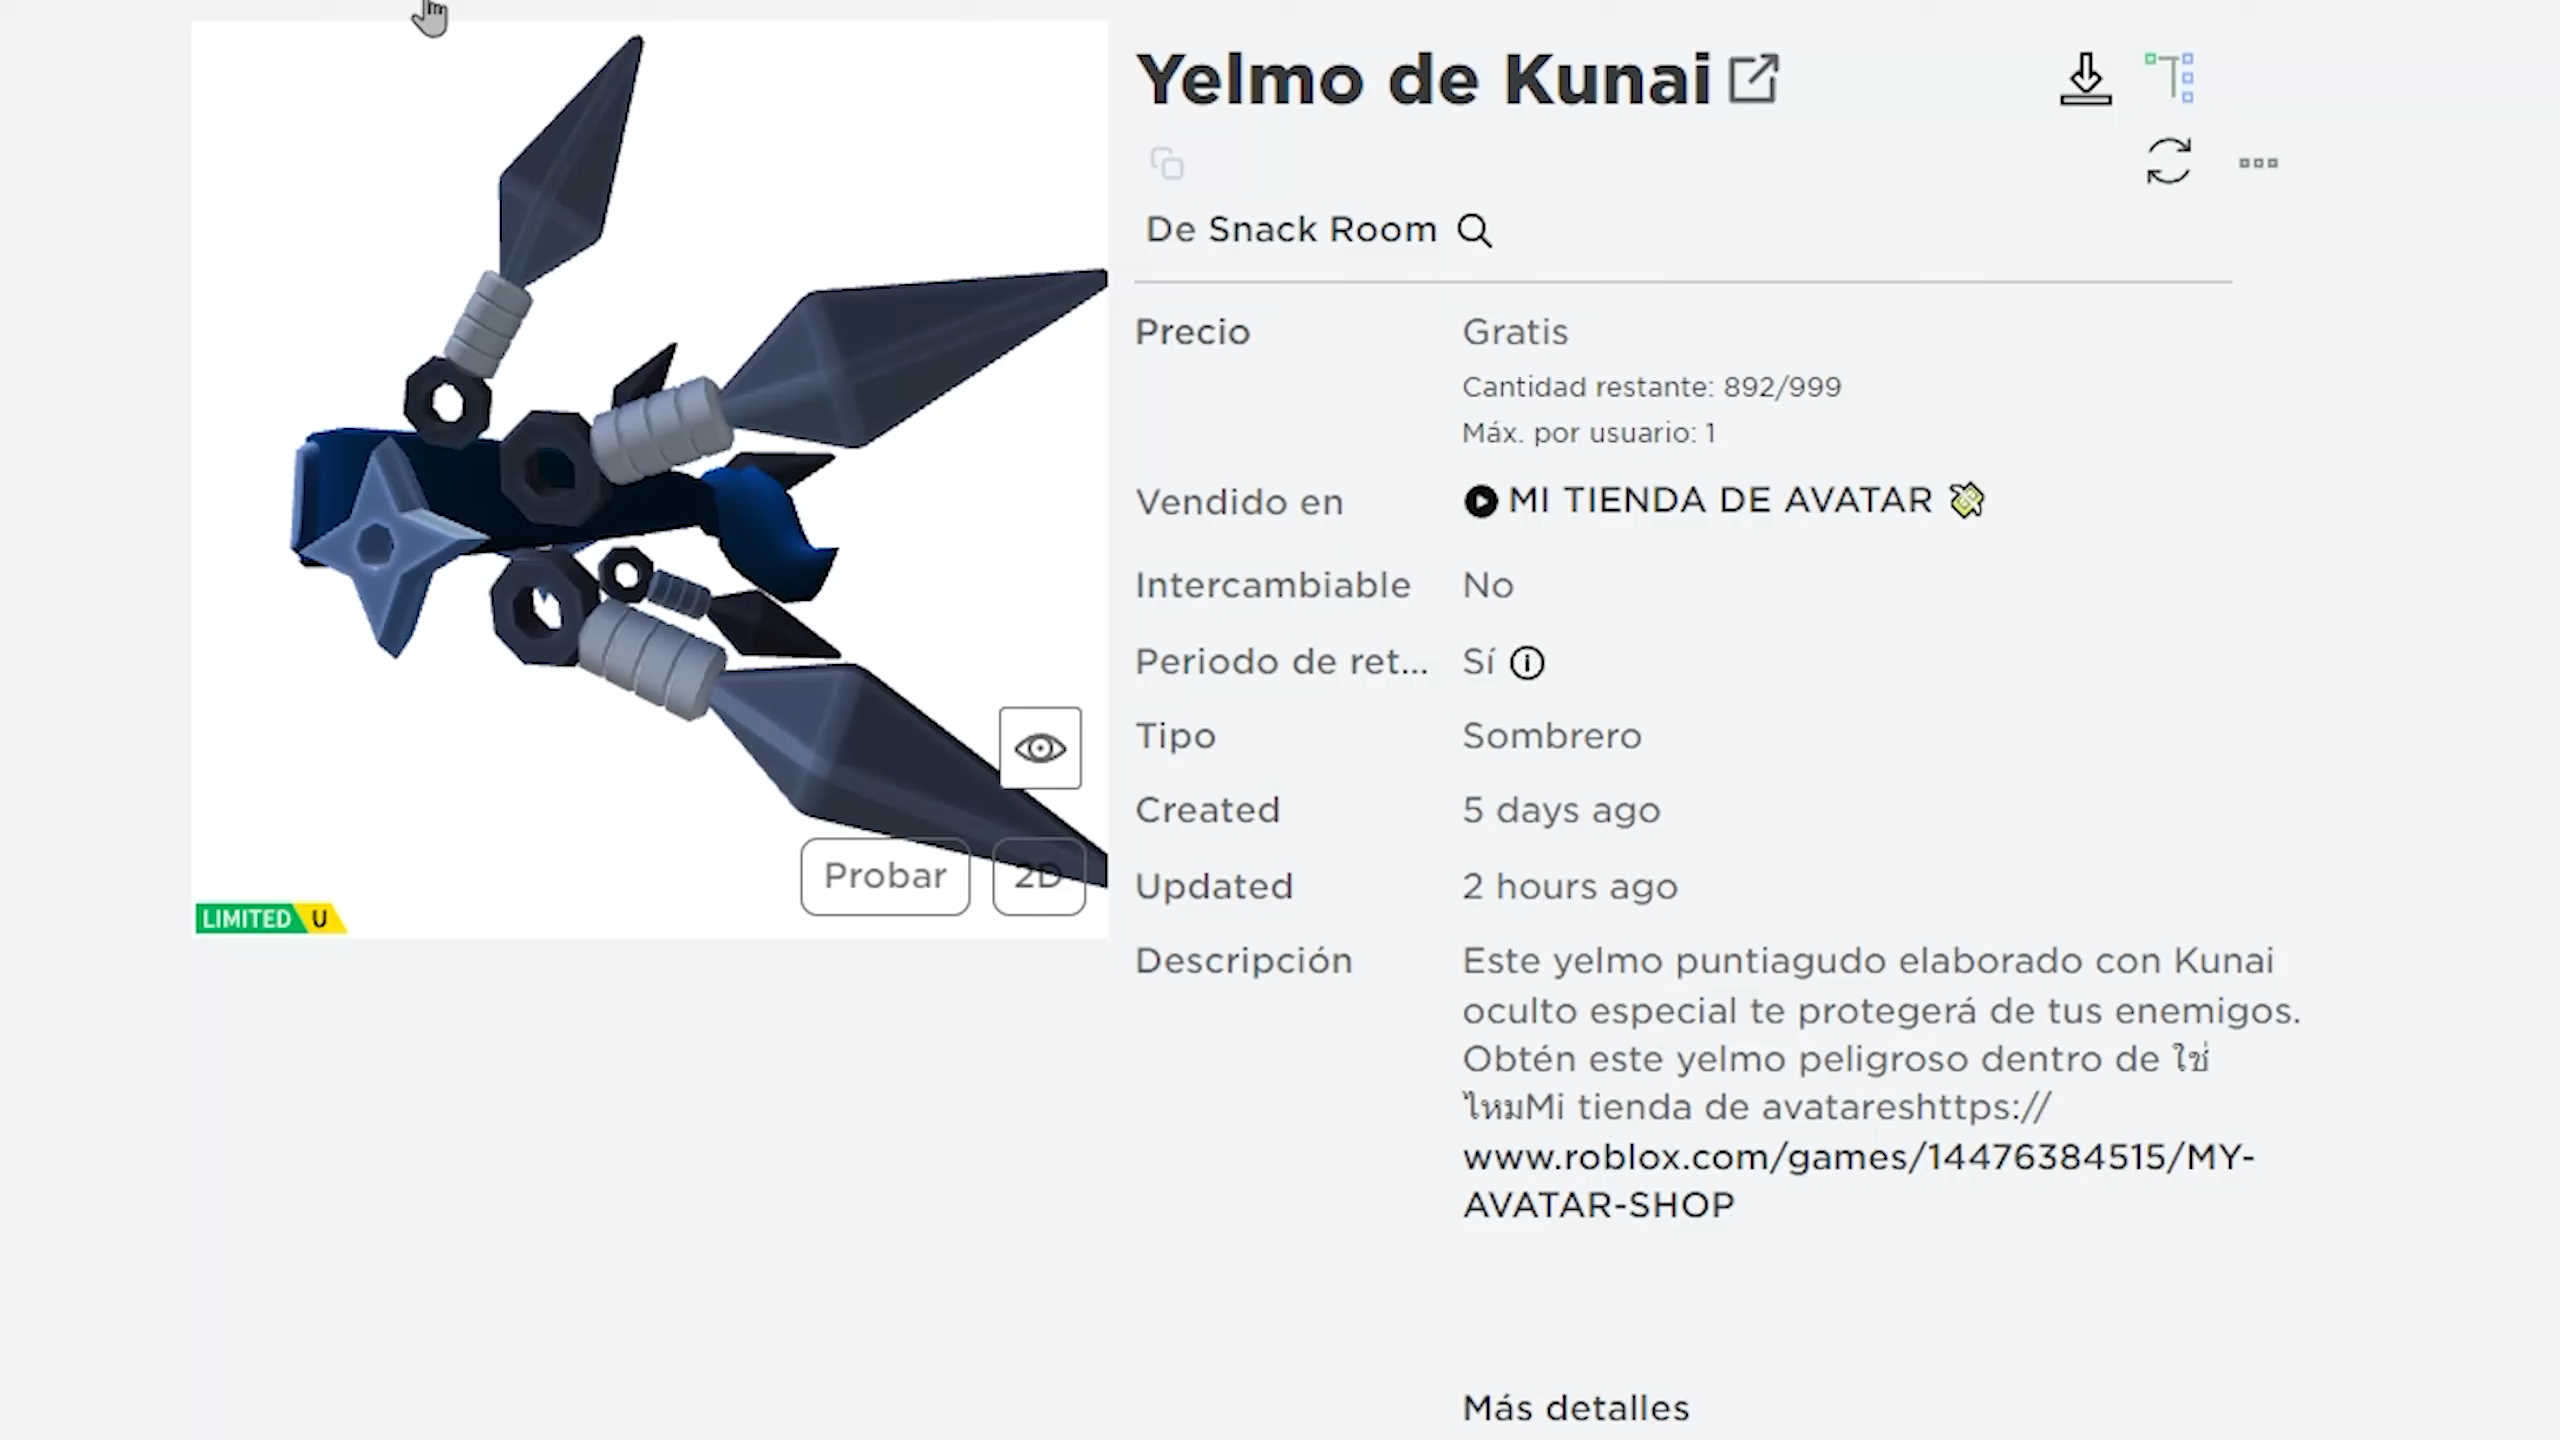 Yelmo de Kunai
De Snack Room
Precio Gratis
Cantidad restante: 892/999
Máx. por usuario: 1
Vendido en MI TIENDA DE AVATAR
Intercambiable No
Periodo de ret... Sí
Tipo Sombrero
Created 5 days ago
Updated 2 hours ago
Descripción Este yelmo puntiagudo elaborado con Kunai
oculto especial te protegerá de tus enemigos.
Obtén este yelmo peligroso dentro de ใช่
ไหมMi tienda de avatareshttps://
www.roblox.com/games/14476384515/MY-
AVATAR-SHOP
Más detalles
Probar
2D
LIMITED U